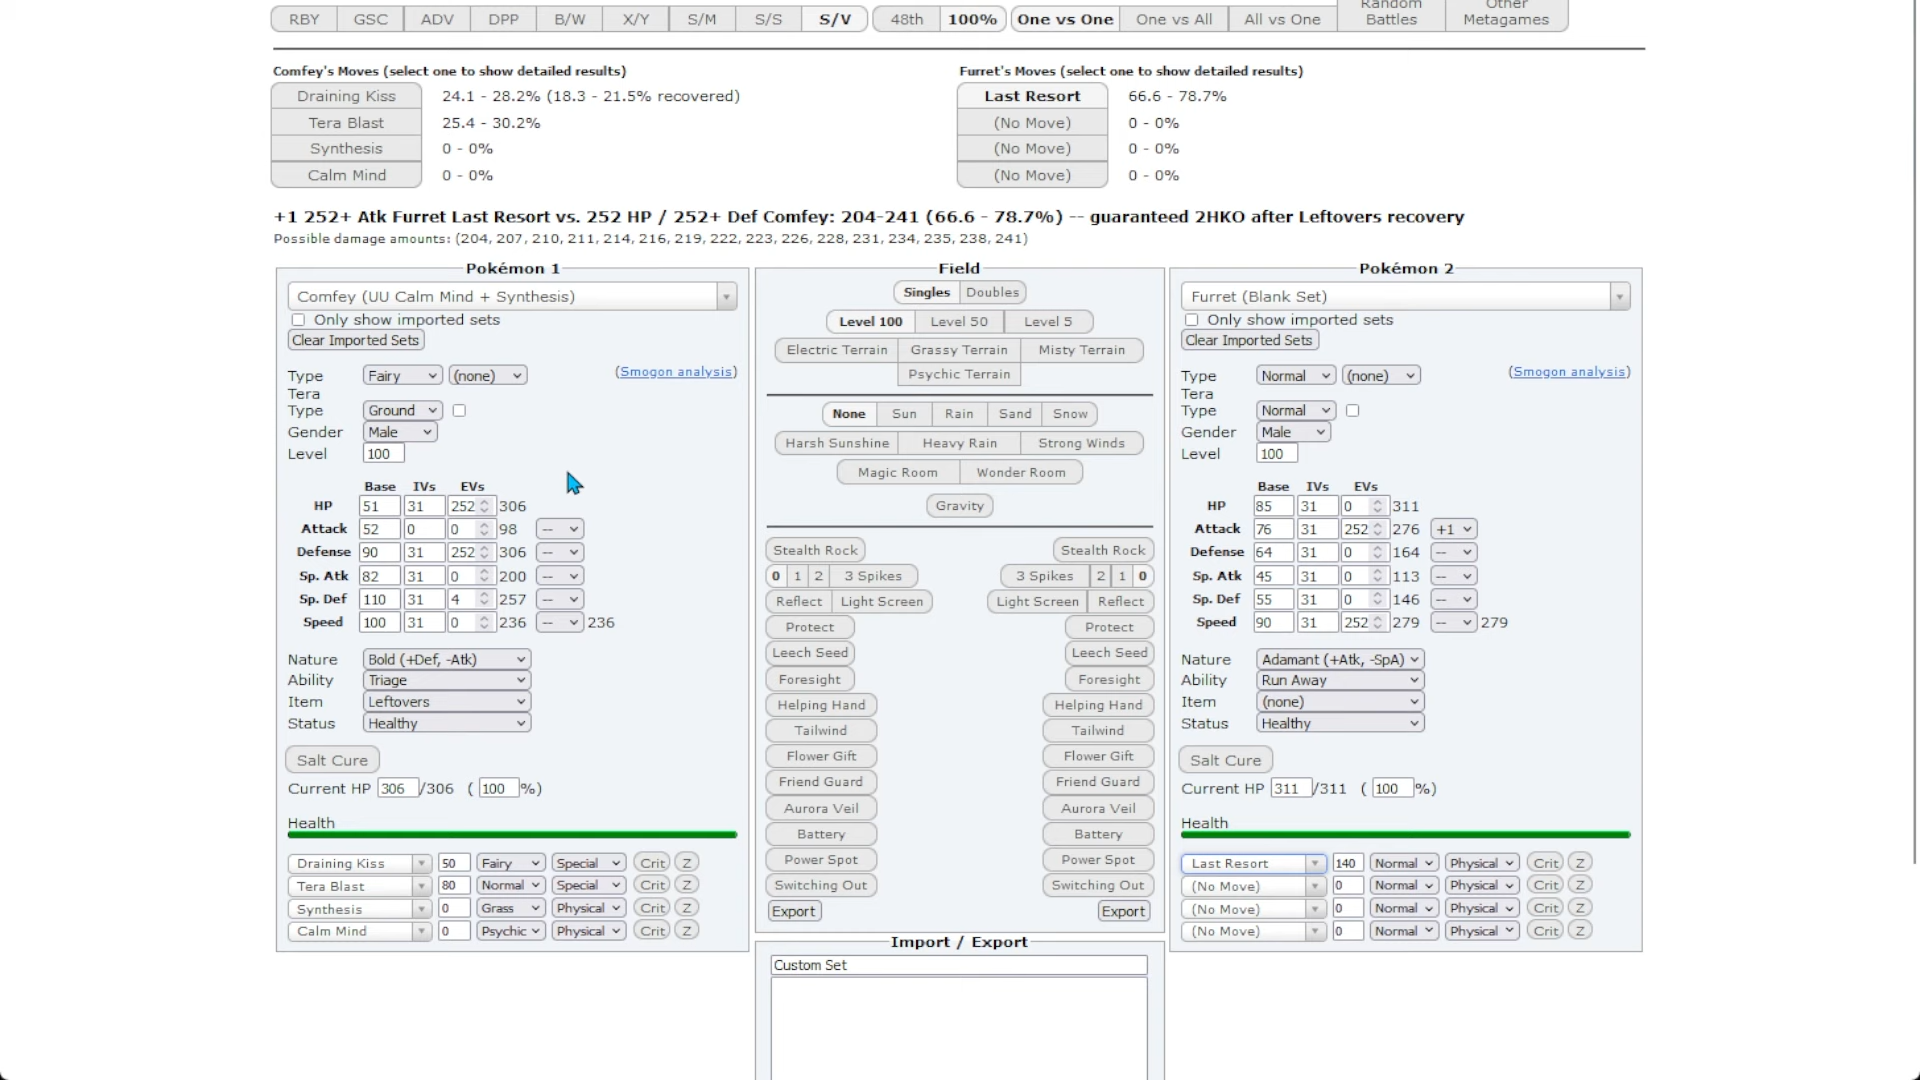 RBY GSC ADV DPP B/W X/Y S/M S/S S/V 48th 100% One vs One One vs All All vs One Random Battles Other Metagames
Comfey's Moves (select one to show detailed results)
Draining Kiss 24.1 - 28.2% (18.3 - 21.5% recovered)
Tera Blast 25.4 - 30.2%
Synthesis 0 - 0%
Calm Mind 0 - 0%
Furret's Moves (select one to show detailed results)
Last Resort 66.6 - 78.7%
(No Move) 0 - 0%
(No Move) 0 - 0%
(No Move) 0 - 0%
+1 252+ Atk Furret Last Resort vs. 252 HP / 252+ Def Comfey: 204-241 (66.6 - 78.7%) -- guaranteed 2HKO after Leftovers recovery
Possible damage amounts: (204, 207, 210, 211, 214, 216, 219, 222, 223, 226, 228, 231, 234, 235, 238, 241)
Pokémon 1
Comfey (UU Calm Mind + Synthesis)
Only show imported sets
Clear Imported Sets
Type Fairy (none) (Smogon analysis)
Tera
Type Ground
Gender Male
Level 100
Base IVs EVs
HP 51 31 252 306
Attack 52 0 0 98 --
Defense 90 31 252 306 --
Sp. Atk 82 31 0 200 --
Sp. Def 110 31 4 257 --
Speed 100 31 0 236 -- 236
Nature Bold (+Def, -Atk)
Ability Triage
Item Leftovers
Status Healthy
Salt Cure
Current HP 306 /306 ( 100 %)
Health
Draining Kiss 50 Fairy Special Crit Z
Tera Blast 80 Normal Special Crit Z
Synthesis 0 Grass Physical Crit Z
Calm Mind 0 Psychic Physical Crit Z
Field
Singles Doubles
Level 100 Level 50 Level 5
Electric Terrain Grassy Terrain Misty Terrain
Psychic Terrain
None Sun Rain Sand Snow
Harsh Sunshine Heavy Rain Strong Winds
Magic Room Wonder Room
Gravity
Stealth Rock Stealth Rock
0 1 2 3 Spikes 3 Spikes 2 1 0
Reflect Light Screen Light Screen Reflect
Protect Protect
Leech Seed Leech Seed
Foresight Foresight
Helping Hand Helping Hand
Tailwind Tailwind
Flower Gift Flower Gift
Friend Guard Friend Guard
Aurora Veil Aurora Veil
Battery Battery
Power Spot Power Spot
Switching Out Switching Out
Export Export
Import / Export
Custom Set
Pokémon 2
Furret (Blank Set)
Only show imported sets
Clear Imported Sets
Type Normal (none) (Smogon analysis)
Tera
Type Normal
Gender Male
Level 100
Base IVs EVs
HP 85 31 0 311
Attack 76 31 252 276 +1
Defense 64 31 0 164 --
Sp. Atk 45 31 0 113 --
Sp. Def 55 31 0 146 --
Speed 90 31 252 279 -- 279
Nature Adamant (+Atk, -SpA)
Ability Run Away
Item (none)
Status Healthy
Salt Cure
Current HP 311 /311 ( 100 %)
Health
Last Resort 140 Normal Physical Crit Z
(No Move) 0 Normal Physical Crit Z
(No Move) 0 Normal Physical Crit Z
(No Move) 0 Normal Physical Crit Z